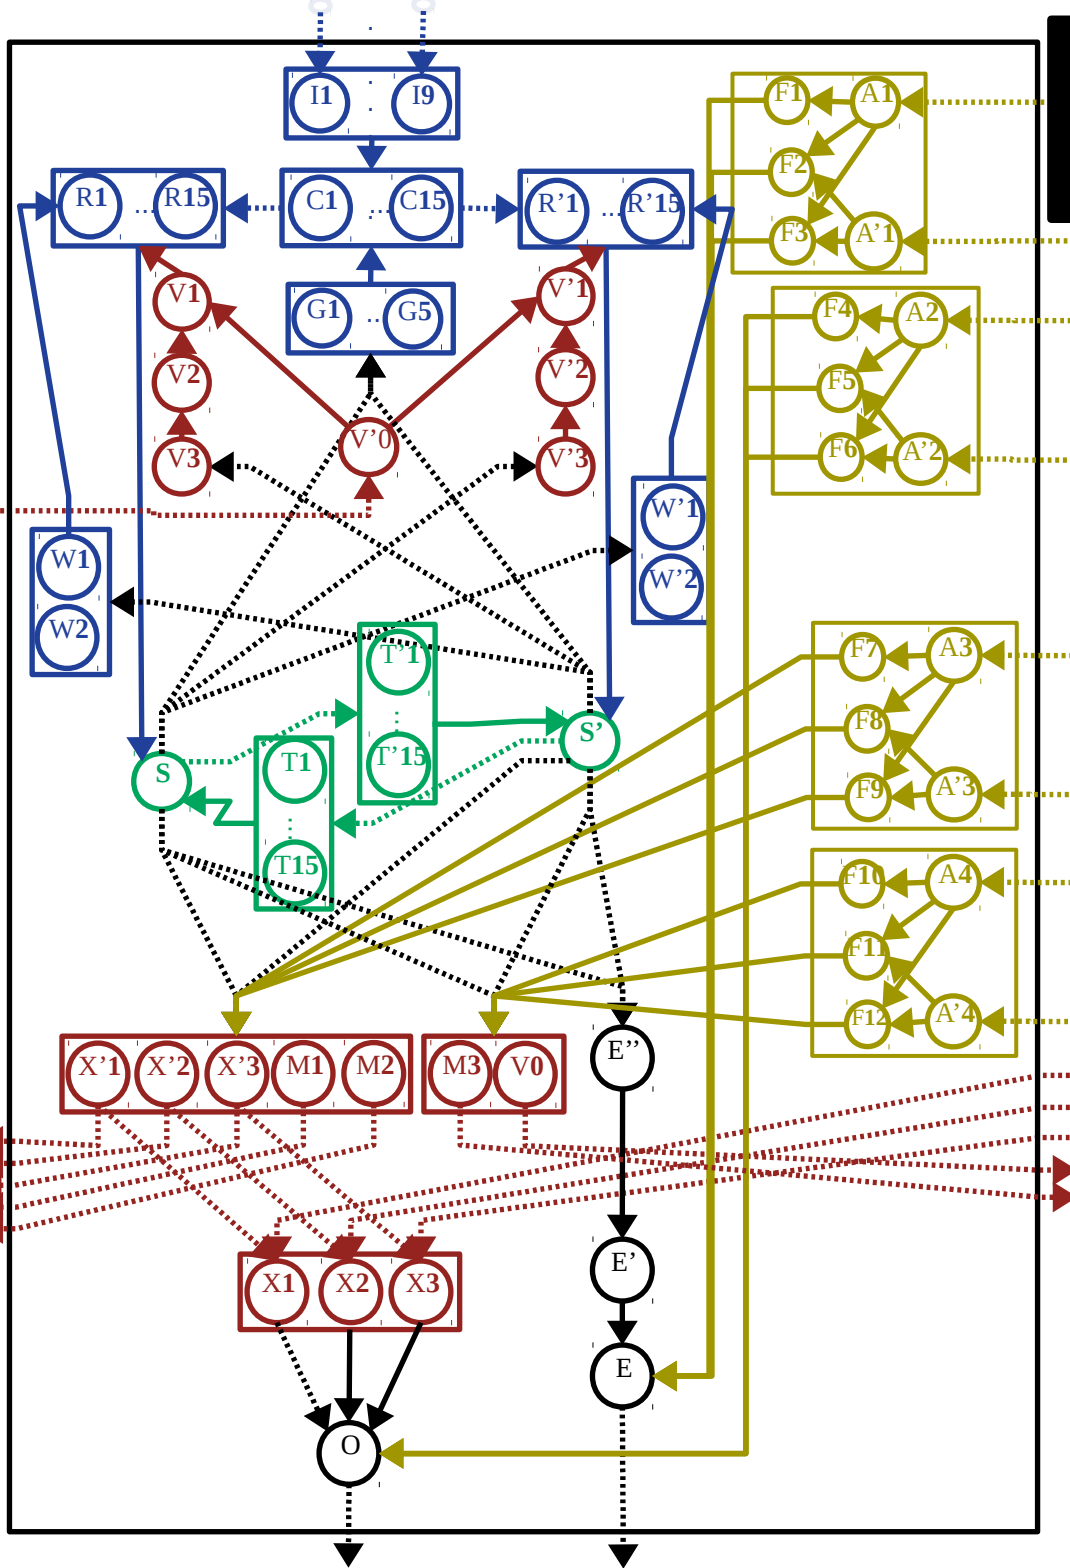 I1 : I9
F1 A1
F2
F3 A'1
R1 ... R15
C1 ... C15
R'1 ... R'15
V1
G1 .. G5
V'1
F4 A2
F5
F6 A'2
V2
V'2
V3
V'0
V'3
W1
W2
W'1
W'2
T'1
⋮
T'15
F7 A3
F8
F9 A'3
S
T1
⋮
T15
S'
F10 A4
F11
F12 A'4
X'1 X'2 X'3 M1 M2
M3 V0
E''
X1 X2 X3
E'
E
O